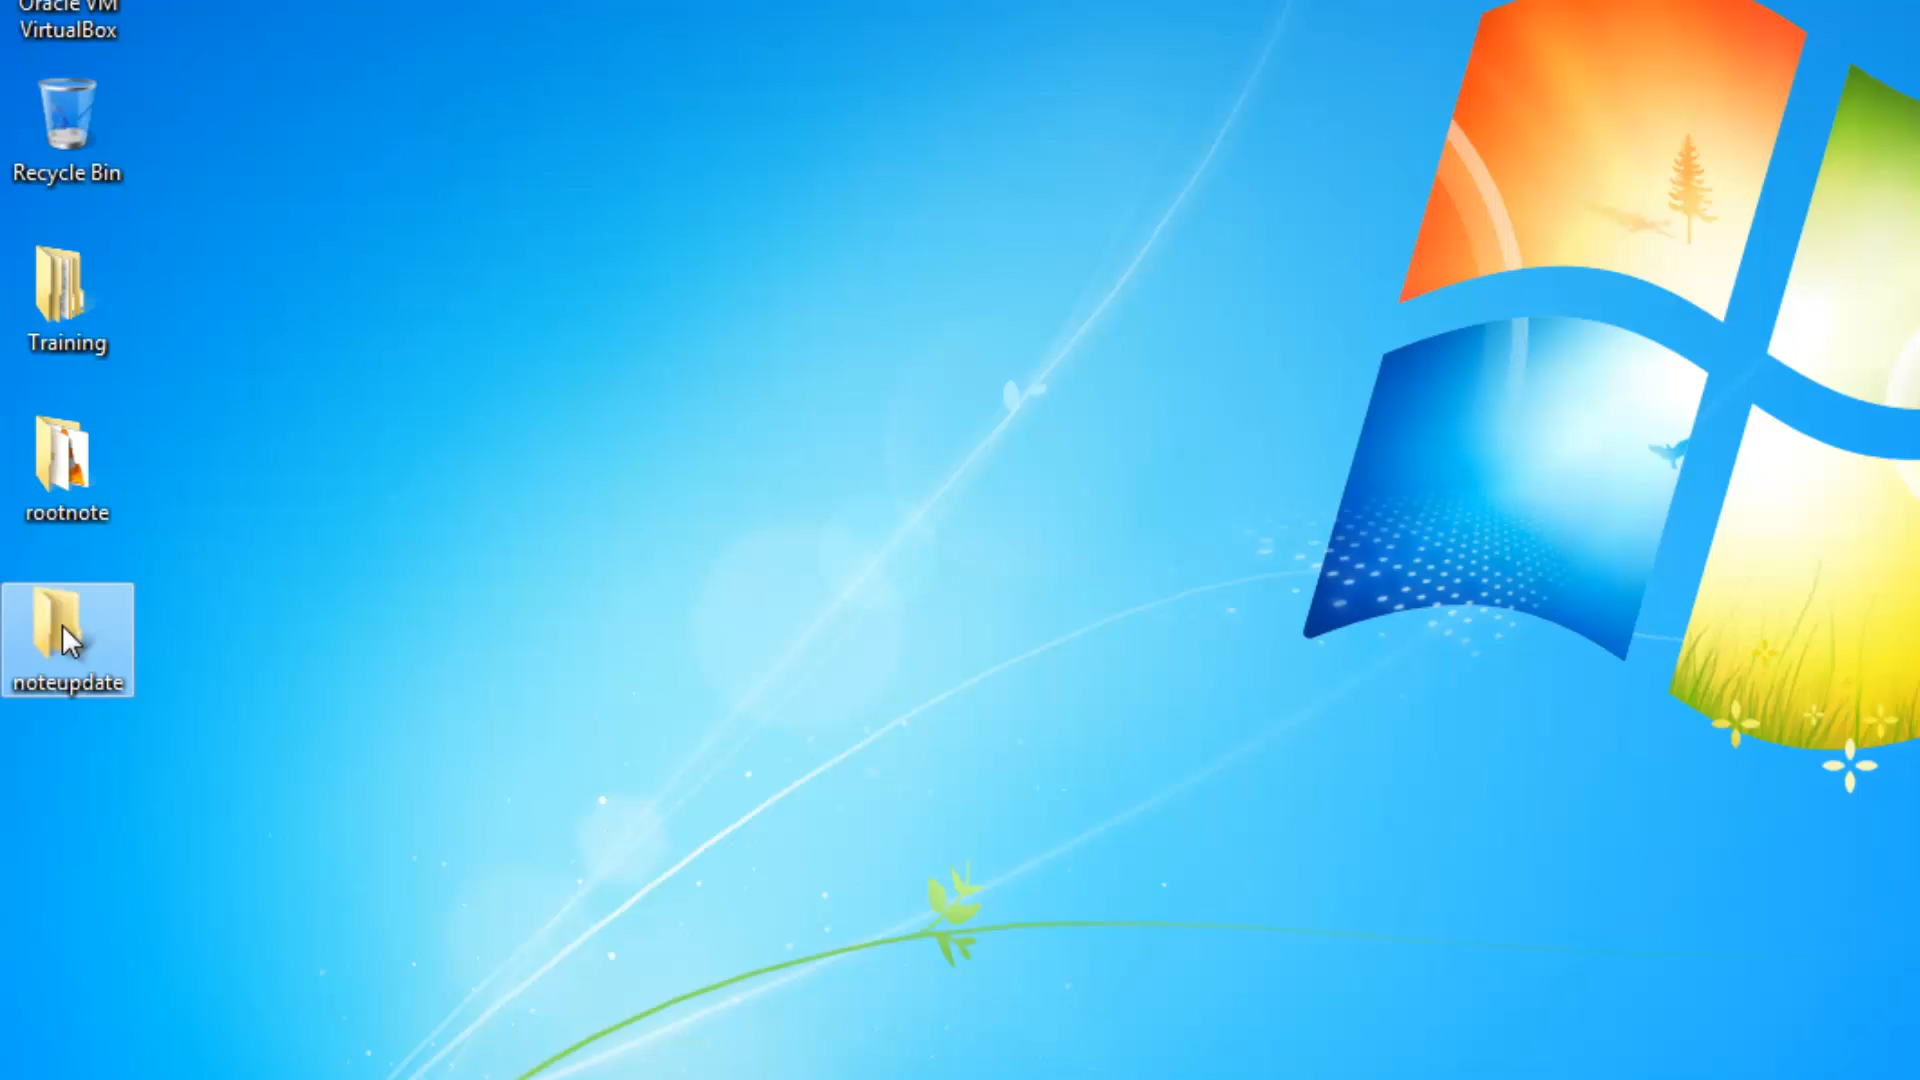 Oracle VM
VirtualBox
Recycle Bin
Training
rootnote
noteupdate